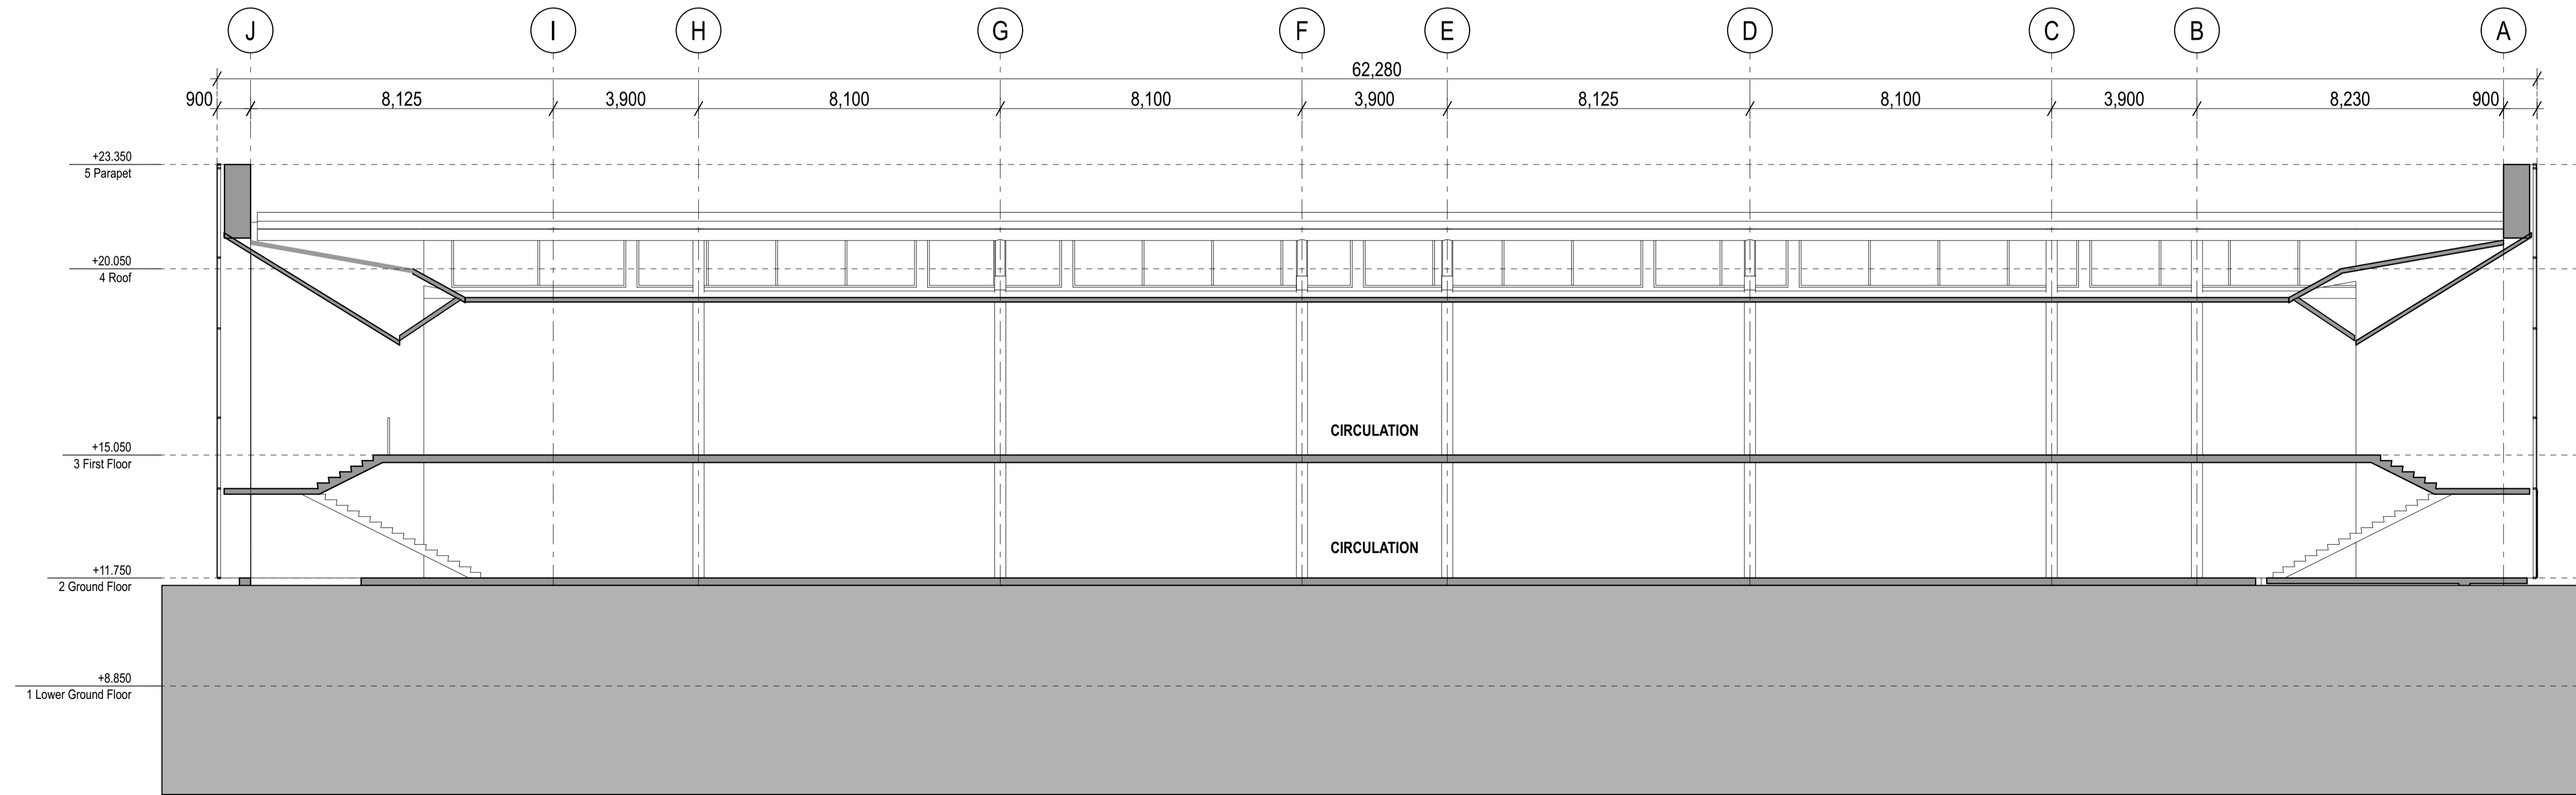 J I H G F E D C B A
62,280
900 8,125 3,900 8,100 8,100 3,900 8,125 8,100 3,900 8,230 900
+23.350
5 Parapet
+20.050
4 Roof
CIRCULATION
+15.050
3 First Floor
CIRCULATION
+11.750
2 Ground Floor
+8.850
1 Lower Ground Floor